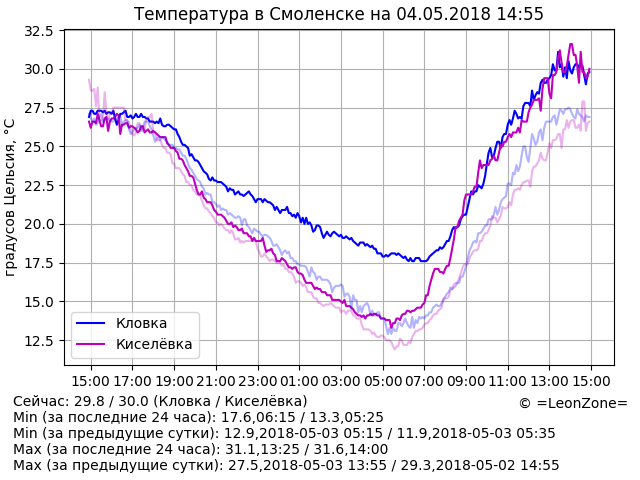 Температура в Смоленске на 04.05.2018 14:55
градусов Цельсия, °C
32.5
30.0
27.5
25.0
22.5
20.0
17.5
15.0
12.5
Кловка
Киселёвка
15:00 17:00 19:00 21:00 23:00 01:00 03:00 05:00 07:00 09:00 11:00 13:00 15:00
Сейчас: 29.8 / 30.0 (Кловка / Киселёвка)
© =LeonZone=
Min (за последние 24 часа): 17.6,06:15 / 13.3,05:25
Min (за предыдущие сутки): 12.9,2018-05-03 05:15 / 11.9,2018-05-03 05:35
Max (за последние 24 часа): 31.1,13:25 / 31.6,14:00
Max (за предыдущие сутки): 27.5,2018-05-03 13:55 / 29.3,2018-05-02 14:55